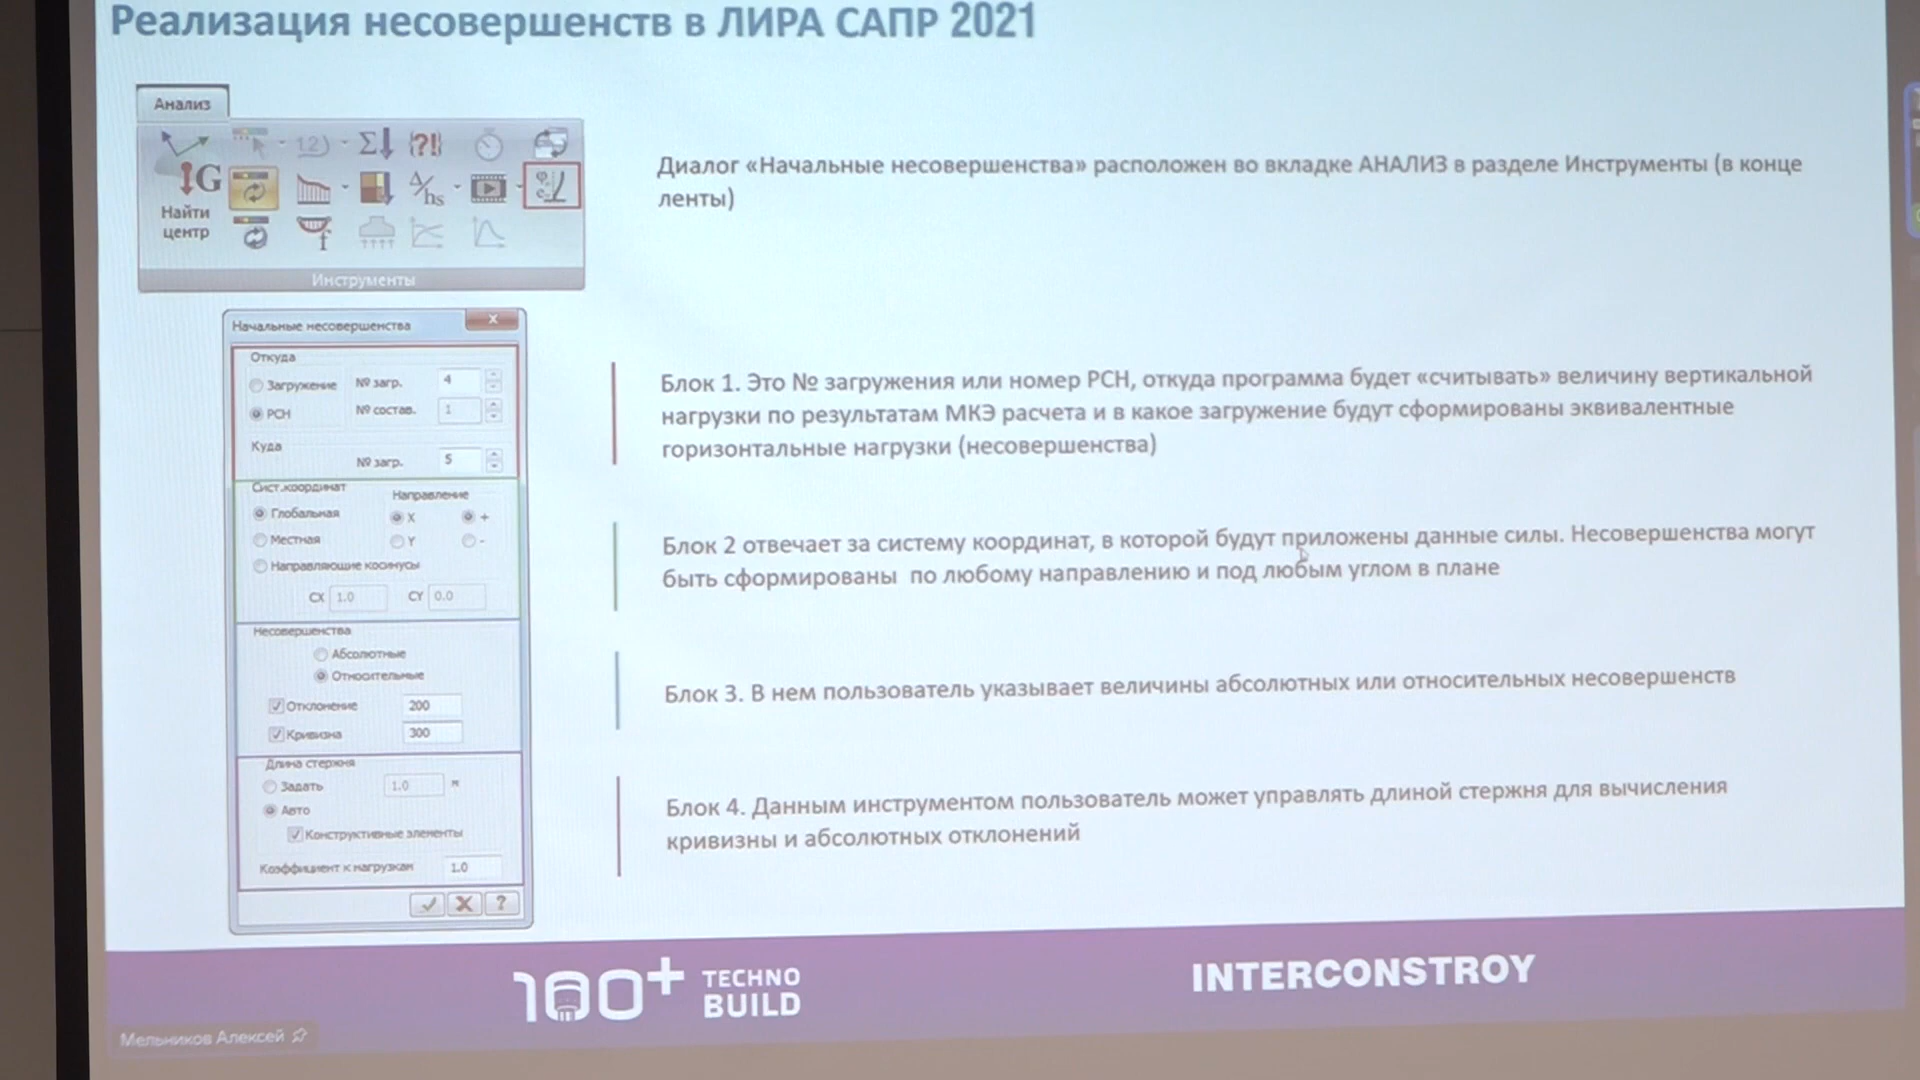 Реализация несовершенств в ЛИРА САПР 2021
Анализ
Найти
центр
Инструменты
Диалог «Начальные несовершенства» расположен во вкладке АНАЛИЗ в разделе Инструменты (в конце
ленты)
Начальные несовершенства
Откуда
Загружение № загр. 4
РСН № состав. 1
Куда
№ загр. 5
Сист.координат Направление
Глобальная X +
Местная Y -
Направляющие косинусы
CX 1.0 CY 0.0
Несовершенства
Абсолютные
Относительные
Отклонение 200
Кривизна 300
Длина стержня
Задать 1.0 м
Авто
Конструктивные элементы
Коэффициент к нагрузкам 1.0
Блок 1. Это № загружения или номер РСН, откуда программа будет «считывать» величину вертикальной
нагрузки по результатам МКЭ расчета и в какое загружение будут сформированы эквивалентные
горизонтальные нагрузки (несовершенства)
Блок 2 отвечает за систему координат, в которой будут приложены данные силы. Несовершенства могут
быть сформированы по любому направлению и под любым углом в плане
Блок 3. В нем пользователь указывает величины абсолютных или относительных несовершенств
Блок 4. Данным инструментом пользователь может управлять длиной стержня для вычисления
кривизны и абсолютных отклонений
100+ TECHNO
BUILD
INTERCONSTROY
Мельников Алексей